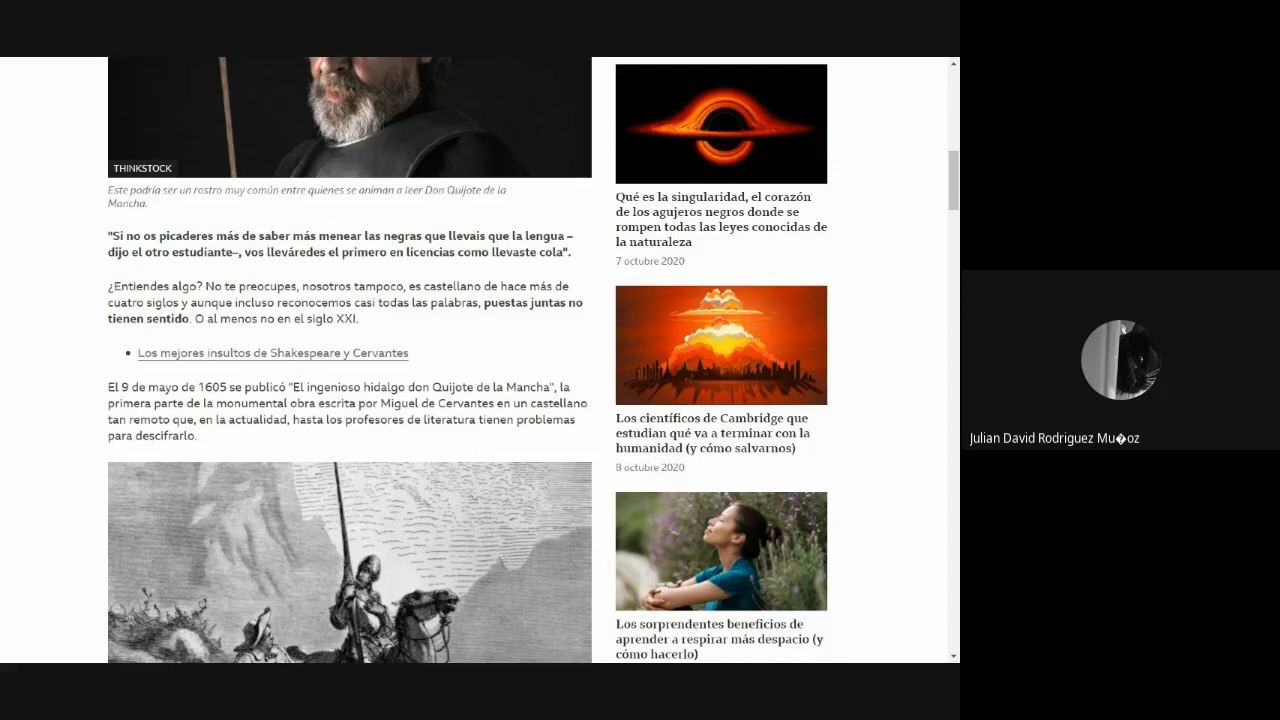 THINKSTOCK
Este podría ser un rostro muy común entre quienes se animan a leer Don Quijote de la
Mancha.
"Si no os picaderes más de saber más menear las negras que llevais que la lengua –
dijo el otro estudiante–, vos lleváredes el primero en licencias como llevaste cola".
¿Entiendes algo? No te preocupes, nosotros tampoco, es castellano de hace más de
cuatro siglos y aunque incluso reconocemos casi todas las palabras, puestas juntas no
tienen sentido. O al menos no en el siglo XXI.
• Los mejores insultos de Shakespeare y Cervantes
El 9 de mayo de 1605 se publicó "El ingenioso hidalgo don Quijote de la Mancha", la
primera parte de la monumental obra escrita por Miguel de Cervantes en un castellano
tan remoto que, en la actualidad, hasta los profesores de literatura tienen problemas
para descifrarlo.
Qué es la singularidad, el corazón
de los agujeros negros donde se
rompen todas las leyes conocidas de
la naturaleza
7 octubre 2020
Los científicos de Cambridge que
estudian qué va a terminar con la
humanidad (y cómo salvarnos)
8 octubre 2020
Los sorprendentes beneficios de
aprender a respirar más despacio (y
cómo hacerlo)
Julian David Rodriguez Mu�oz